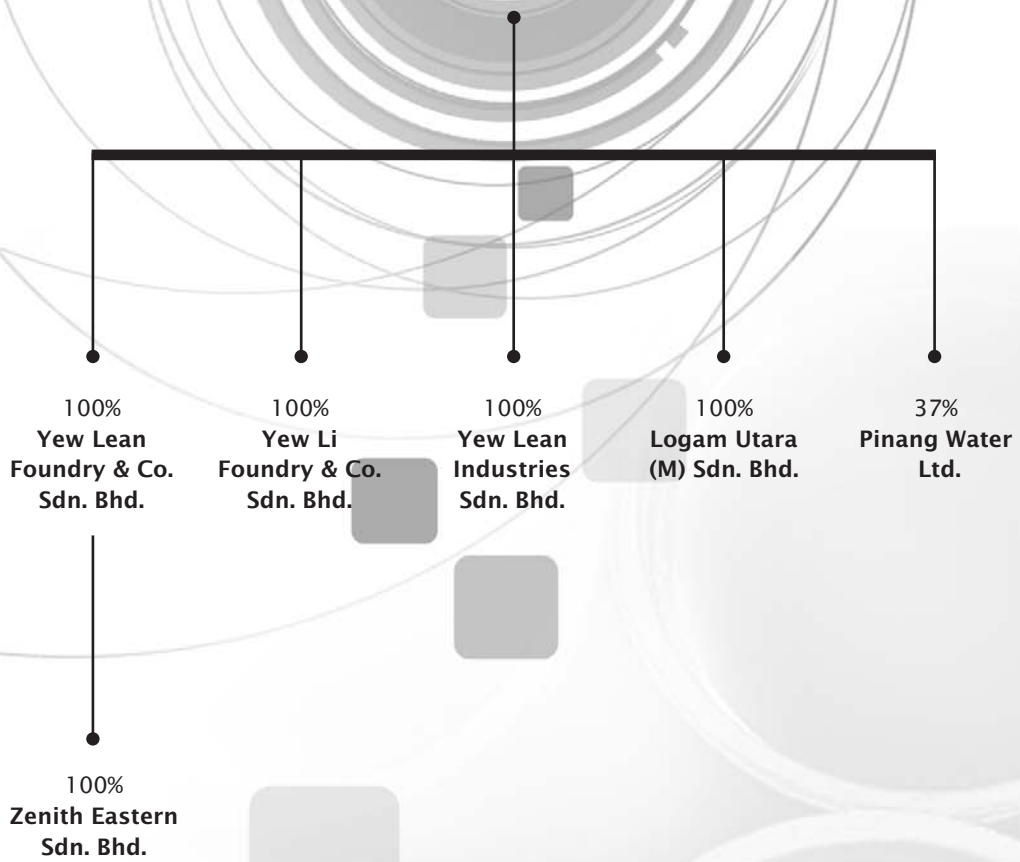 100%
Yew Lean
Foundry & Co.
Sdn. Bhd.
100%
Yew Li
Foundry & Co.
Sdn. Bhd.
100%
Yew Lean
Industries
Sdn. Bhd.
100%
Logam Utara
(M) Sdn. Bhd.
37%
Pinang Water
Ltd.
100%
Zenith Eastern
Sdn. Bhd.